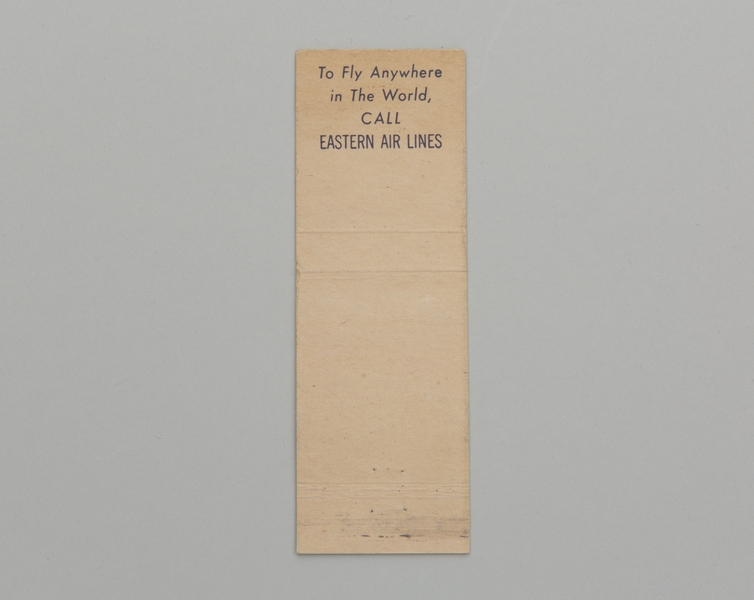 To Fly Anywhere
in The World,
CALL
EASTERN AIR LINES